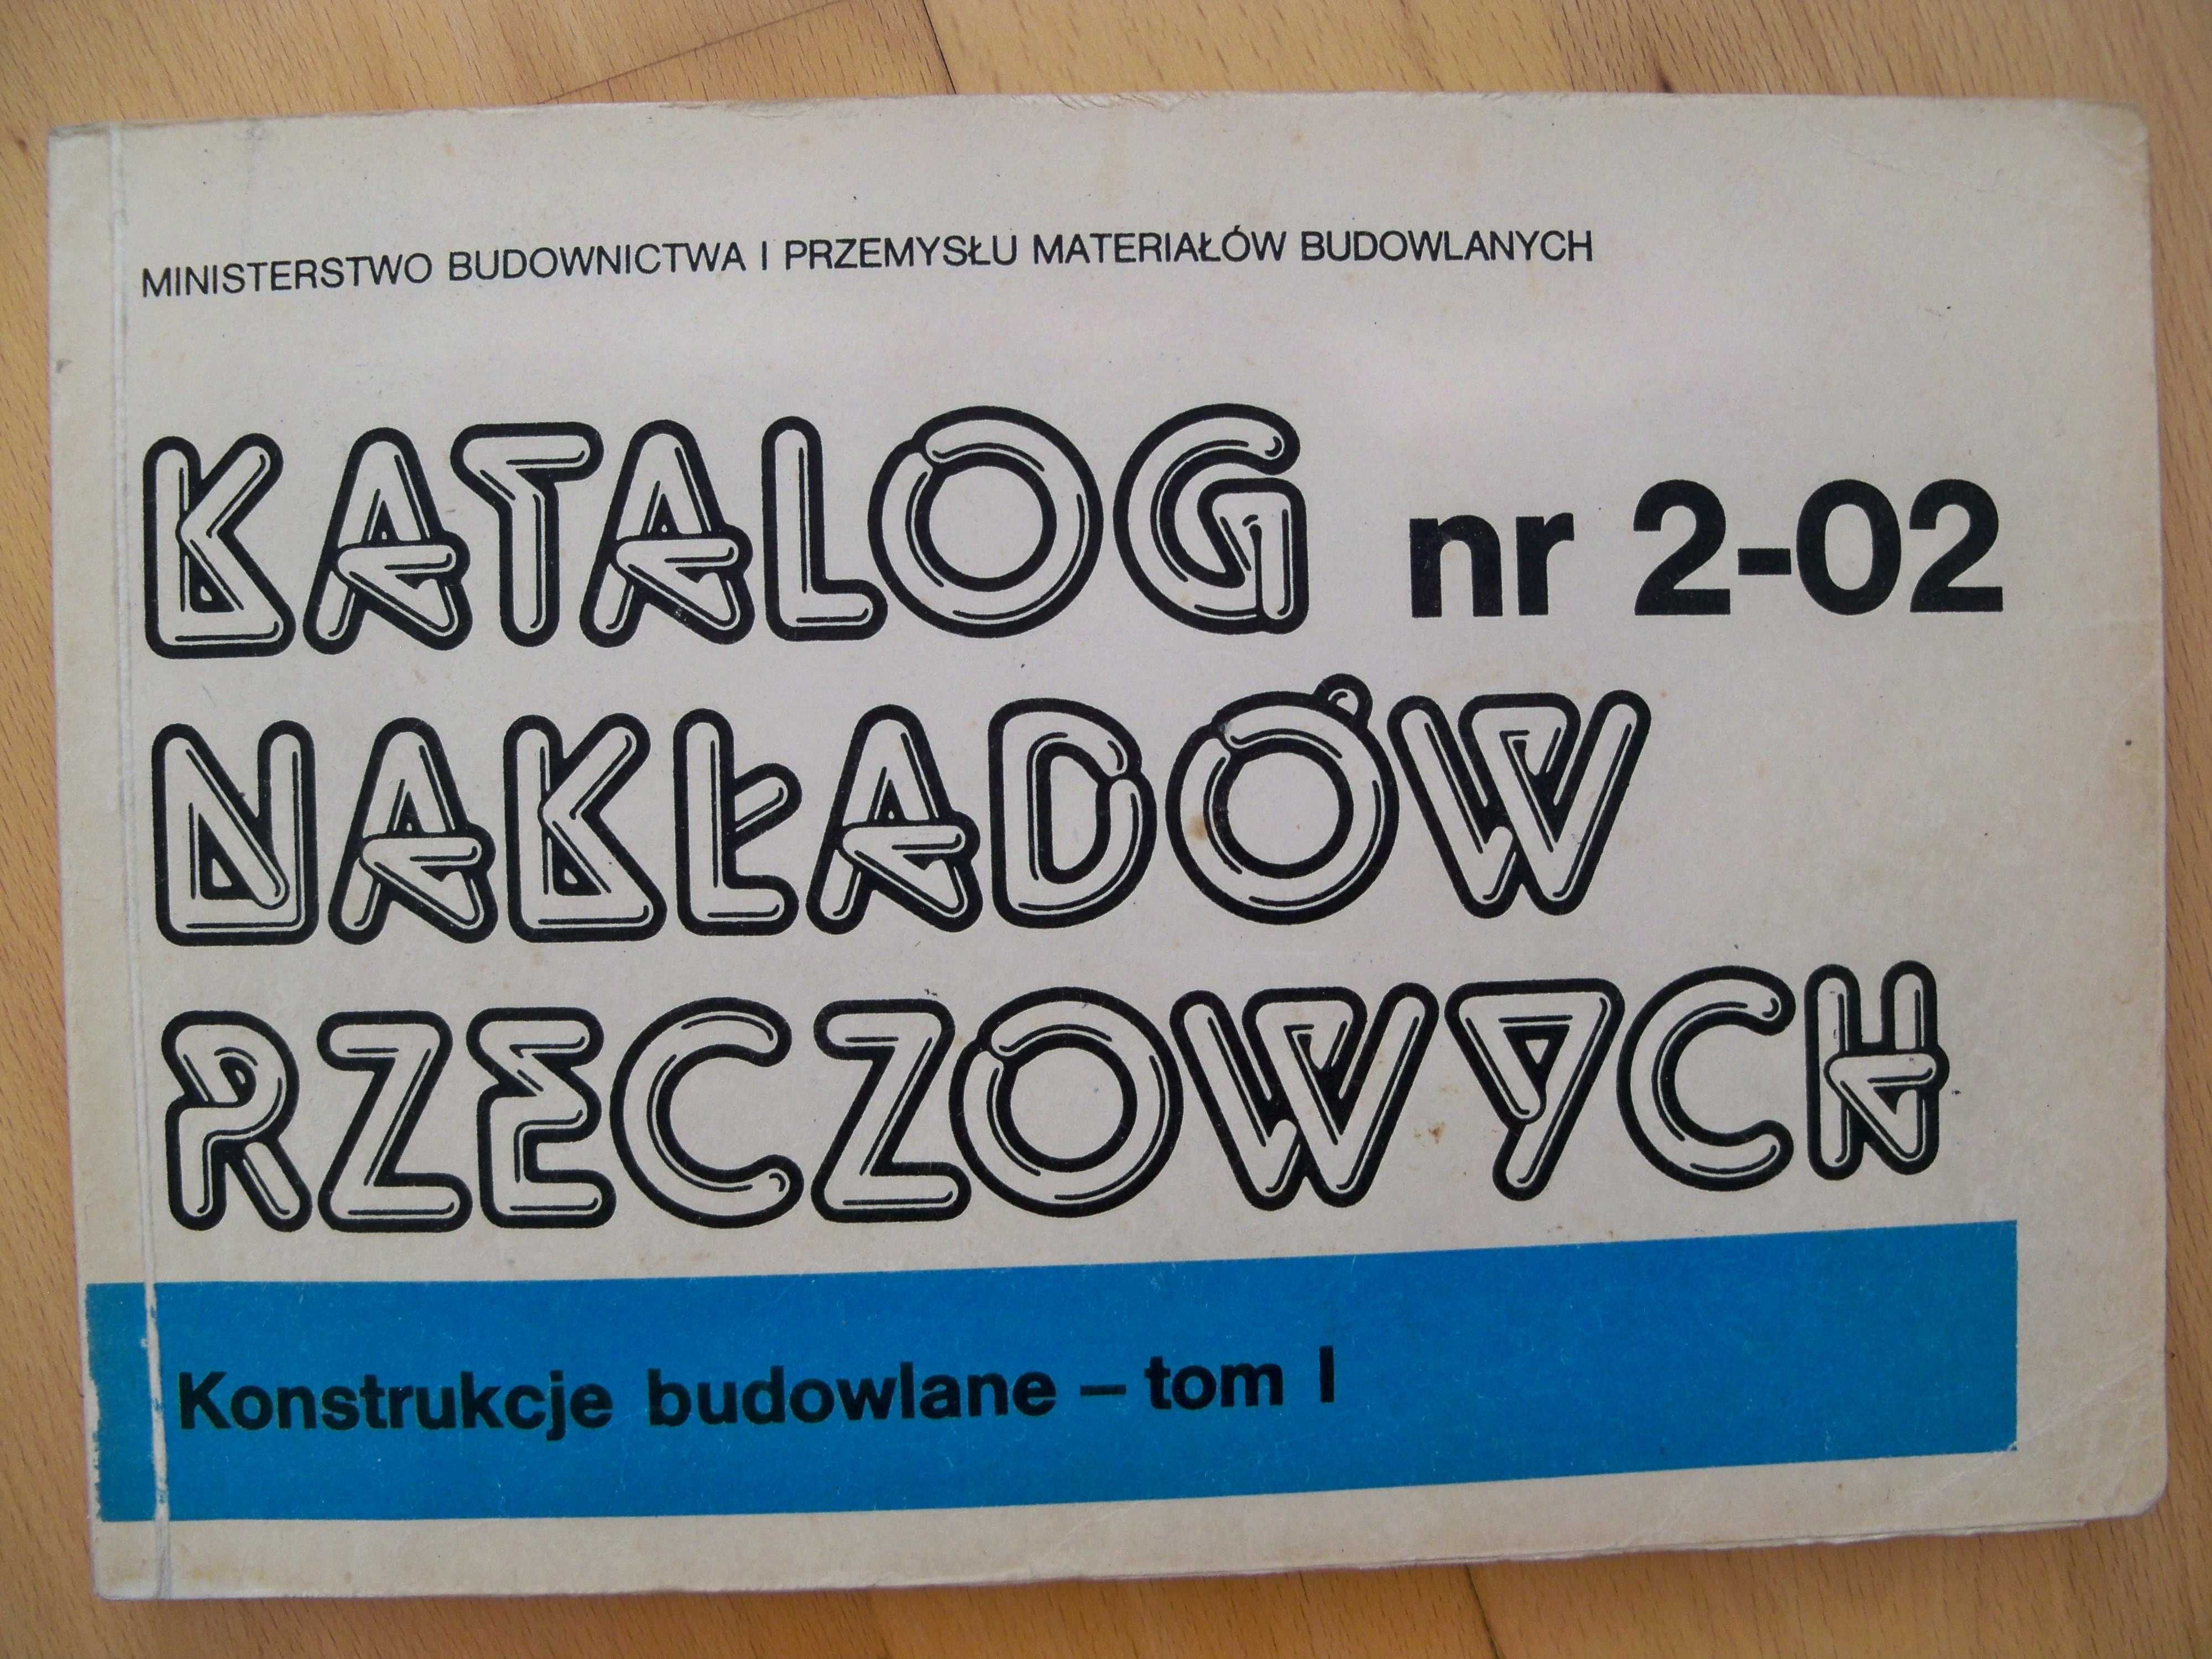 MINISTERSTWO BUDOWNICTWA I PRZEMYSŁU MATERIAŁÓW BUDOWLANYCH
KATALOG nr 2-02
NAKŁADÓW
RZECZOWYCH
Konstrukcje budowlane – tom I